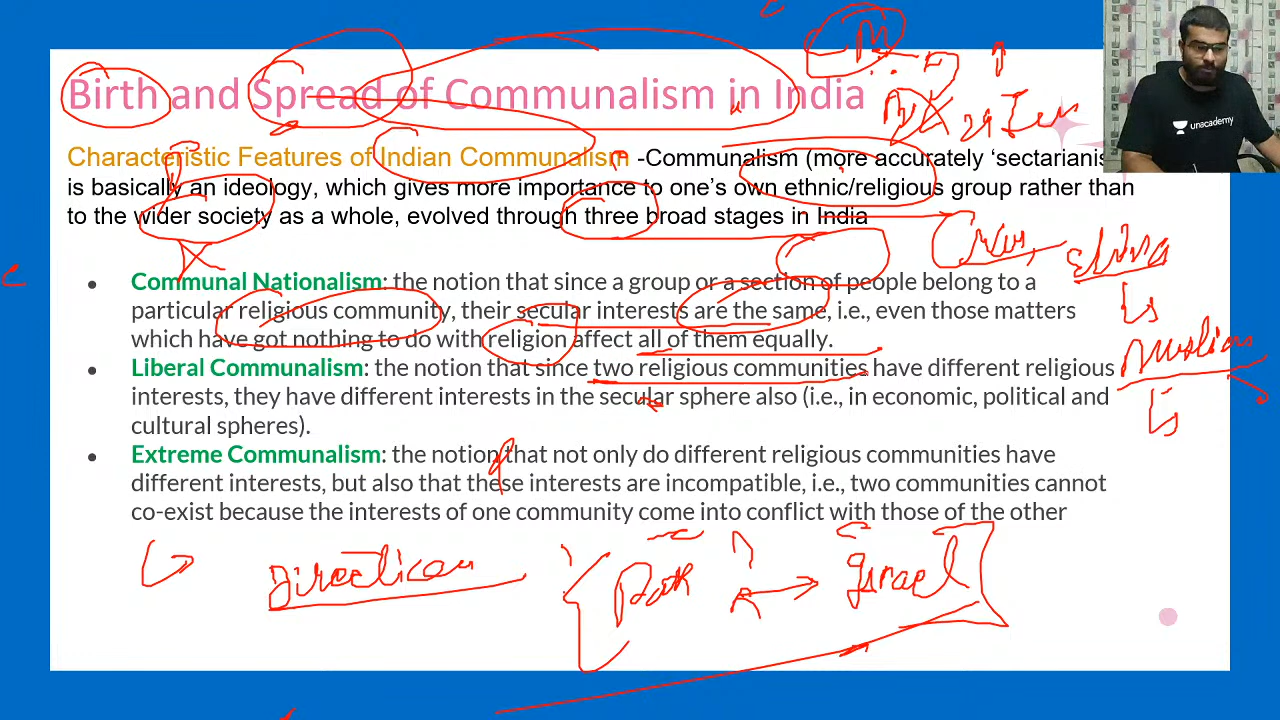 Birth and Spread of Communalism in India
Characteristic Features of Indian Communalism -Communalism (more accurately ‘sectarianis
is basically an ideology, which gives more importance to one’s own ethnic/religious group rather than
to the wider society as a whole, evolved through three broad stages in India
● Communal Nationalism: the notion that since a group or a section of people belong to a
particular religious community, their secular interests are the same, i.e., even those matters
which have got nothing to do with religion affect all of them equally.
● Liberal Communalism: the notion that since two religious communities have different religious
interests, they have different interests in the secular sphere also (i.e., in economic, political and
cultural spheres).
● Extreme Communalism: the notion that not only do different religious communities have
different interests, but also that these interests are incompatible, i.e., two communities cannot
co-exist because the interests of one community come into conflict with those of the other
unacademy
Muslims
Pak
Israel